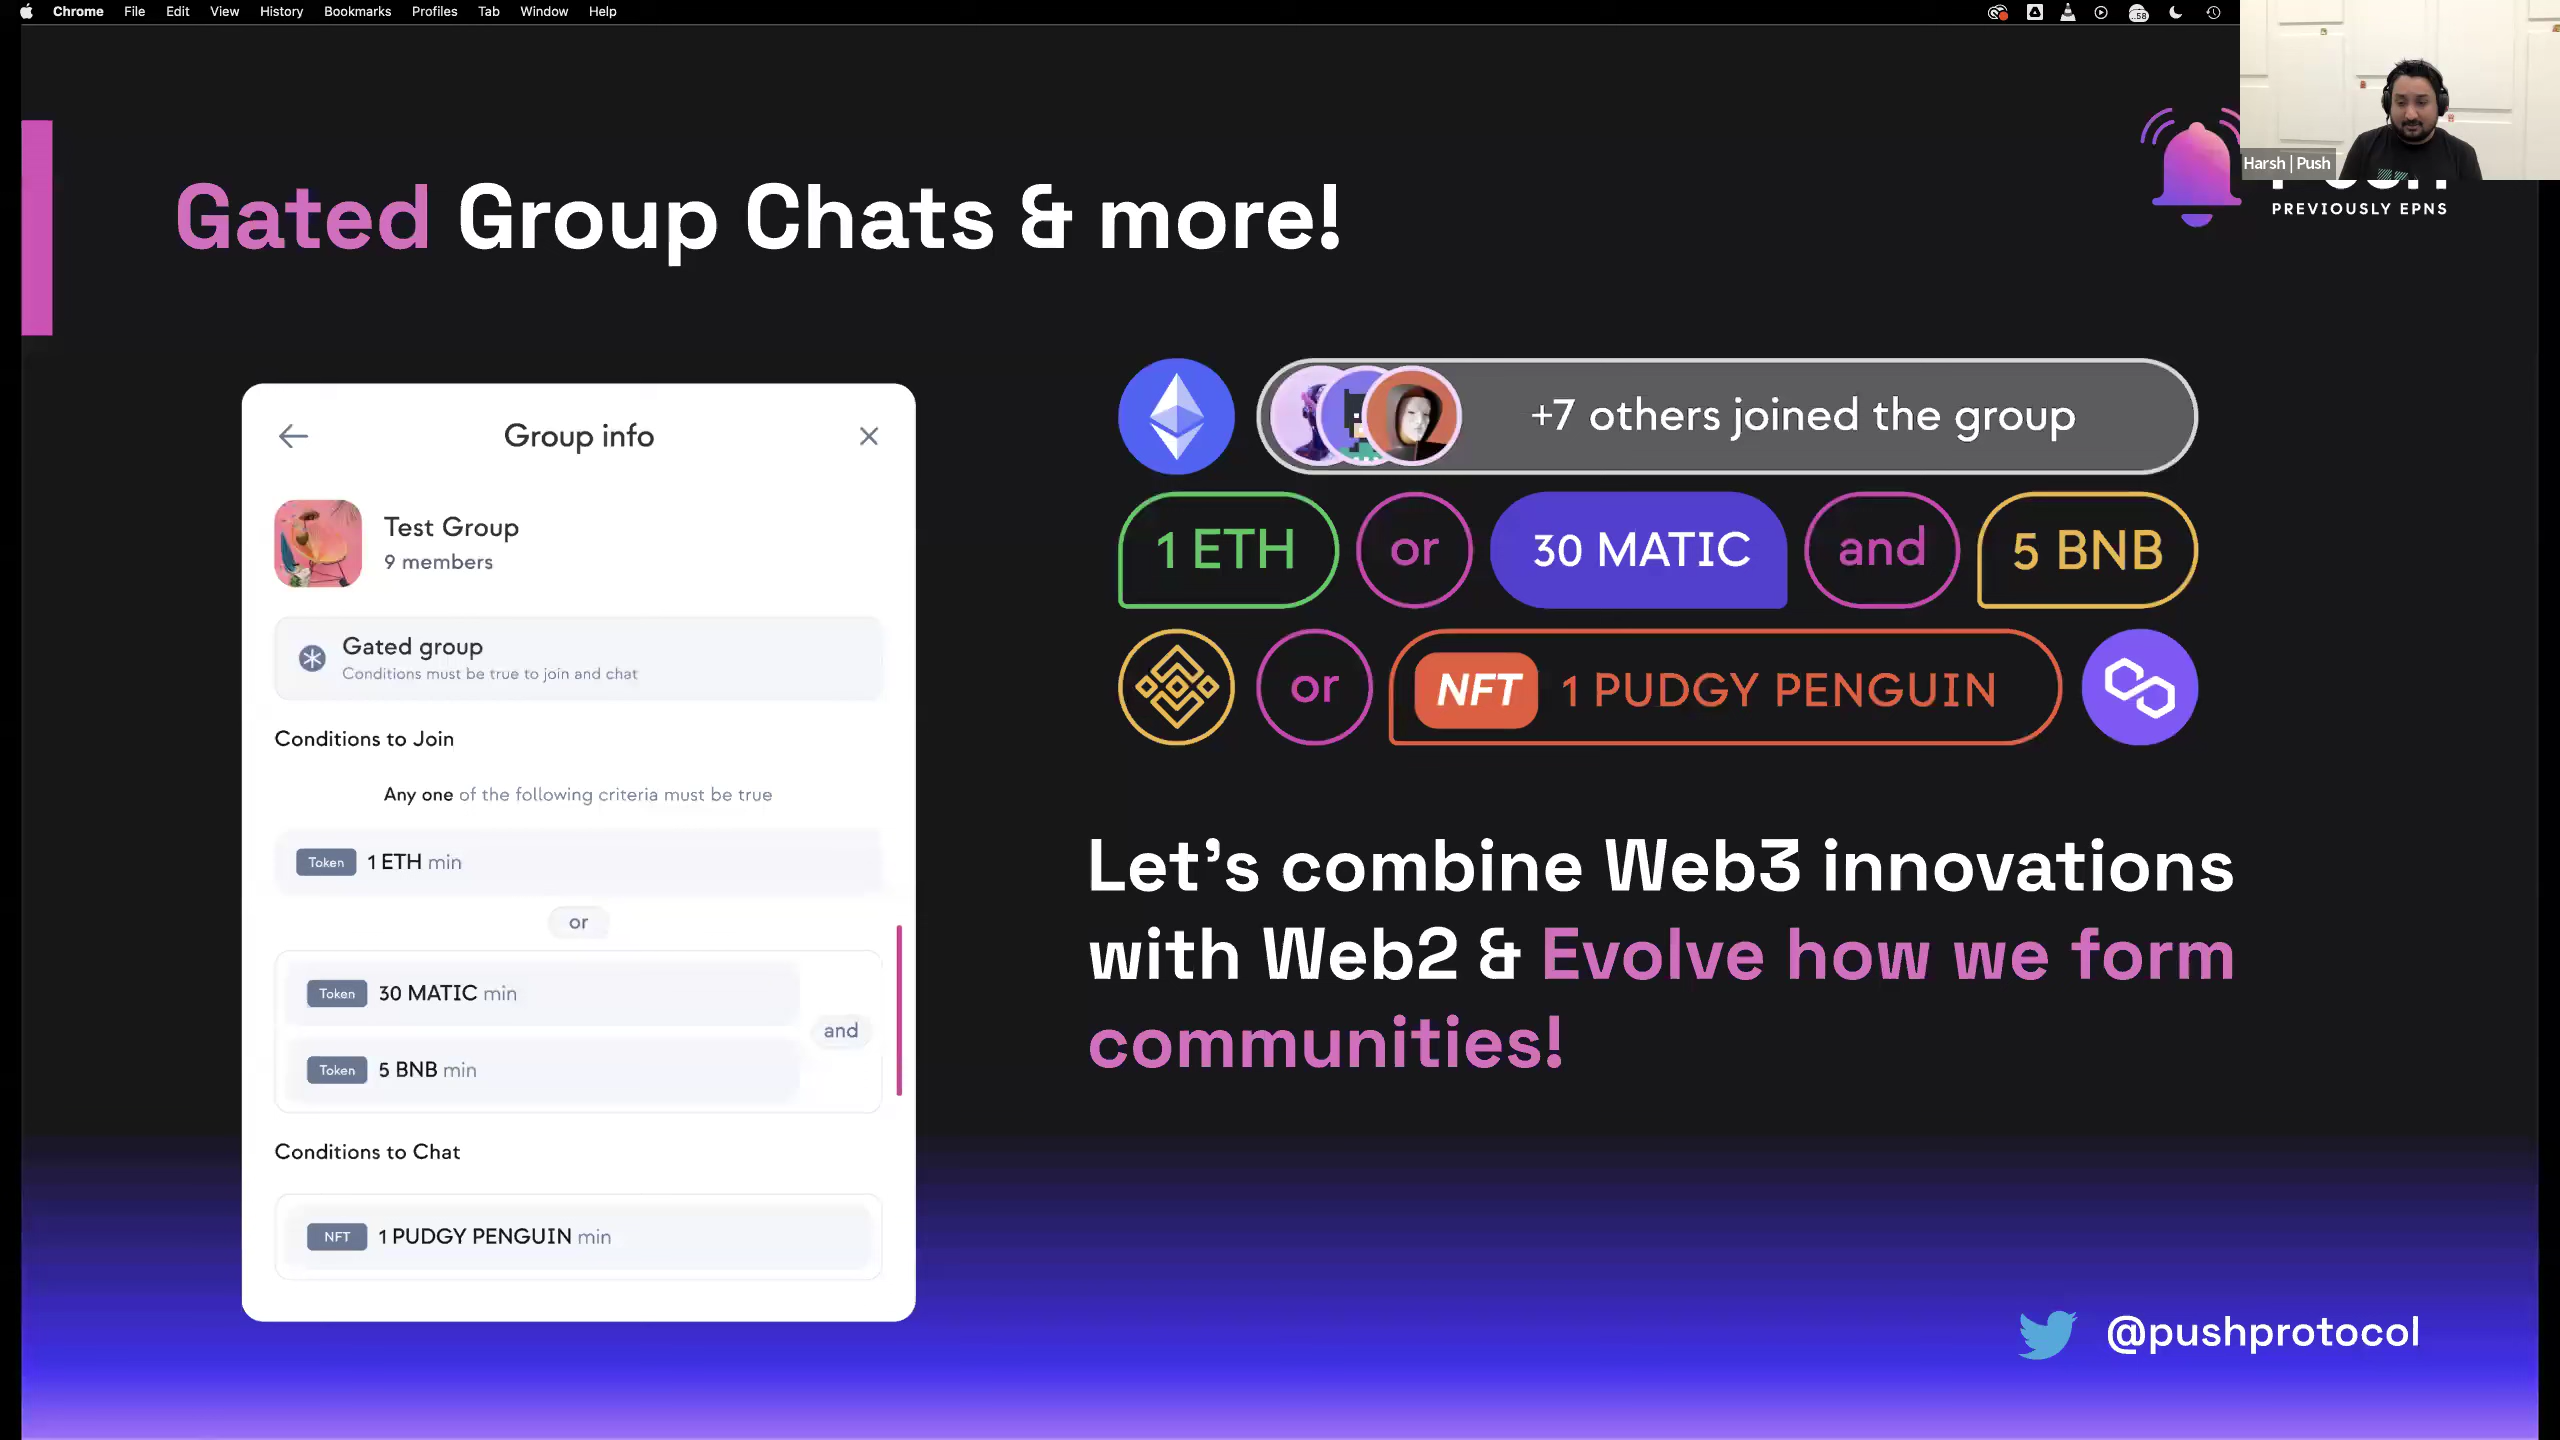 Chrome File Edit View History Bookmarks Profiles Tab Window Help
58
Harsh | Push
PREVIOUSLY EPNS
Gated Group Chats & more!
Group info
Test Group
9 members
Gated group
Conditions must be true to join and chat
Conditions to Join
Any one of the following criteria must be true
Token 1 ETH min
or
Token 30 MATIC min
and
Token 5 BNB min
Conditions to Chat
NFT 1 PUDGY PENGUIN min
+7 others joined the group
1 ETH or 30 MATIC and 5 BNB
or NFT 1 PUDGY PENGUIN
Let's combine Web3 innovations
with Web2 & Evolve how we form
communities!
@pushprotocol